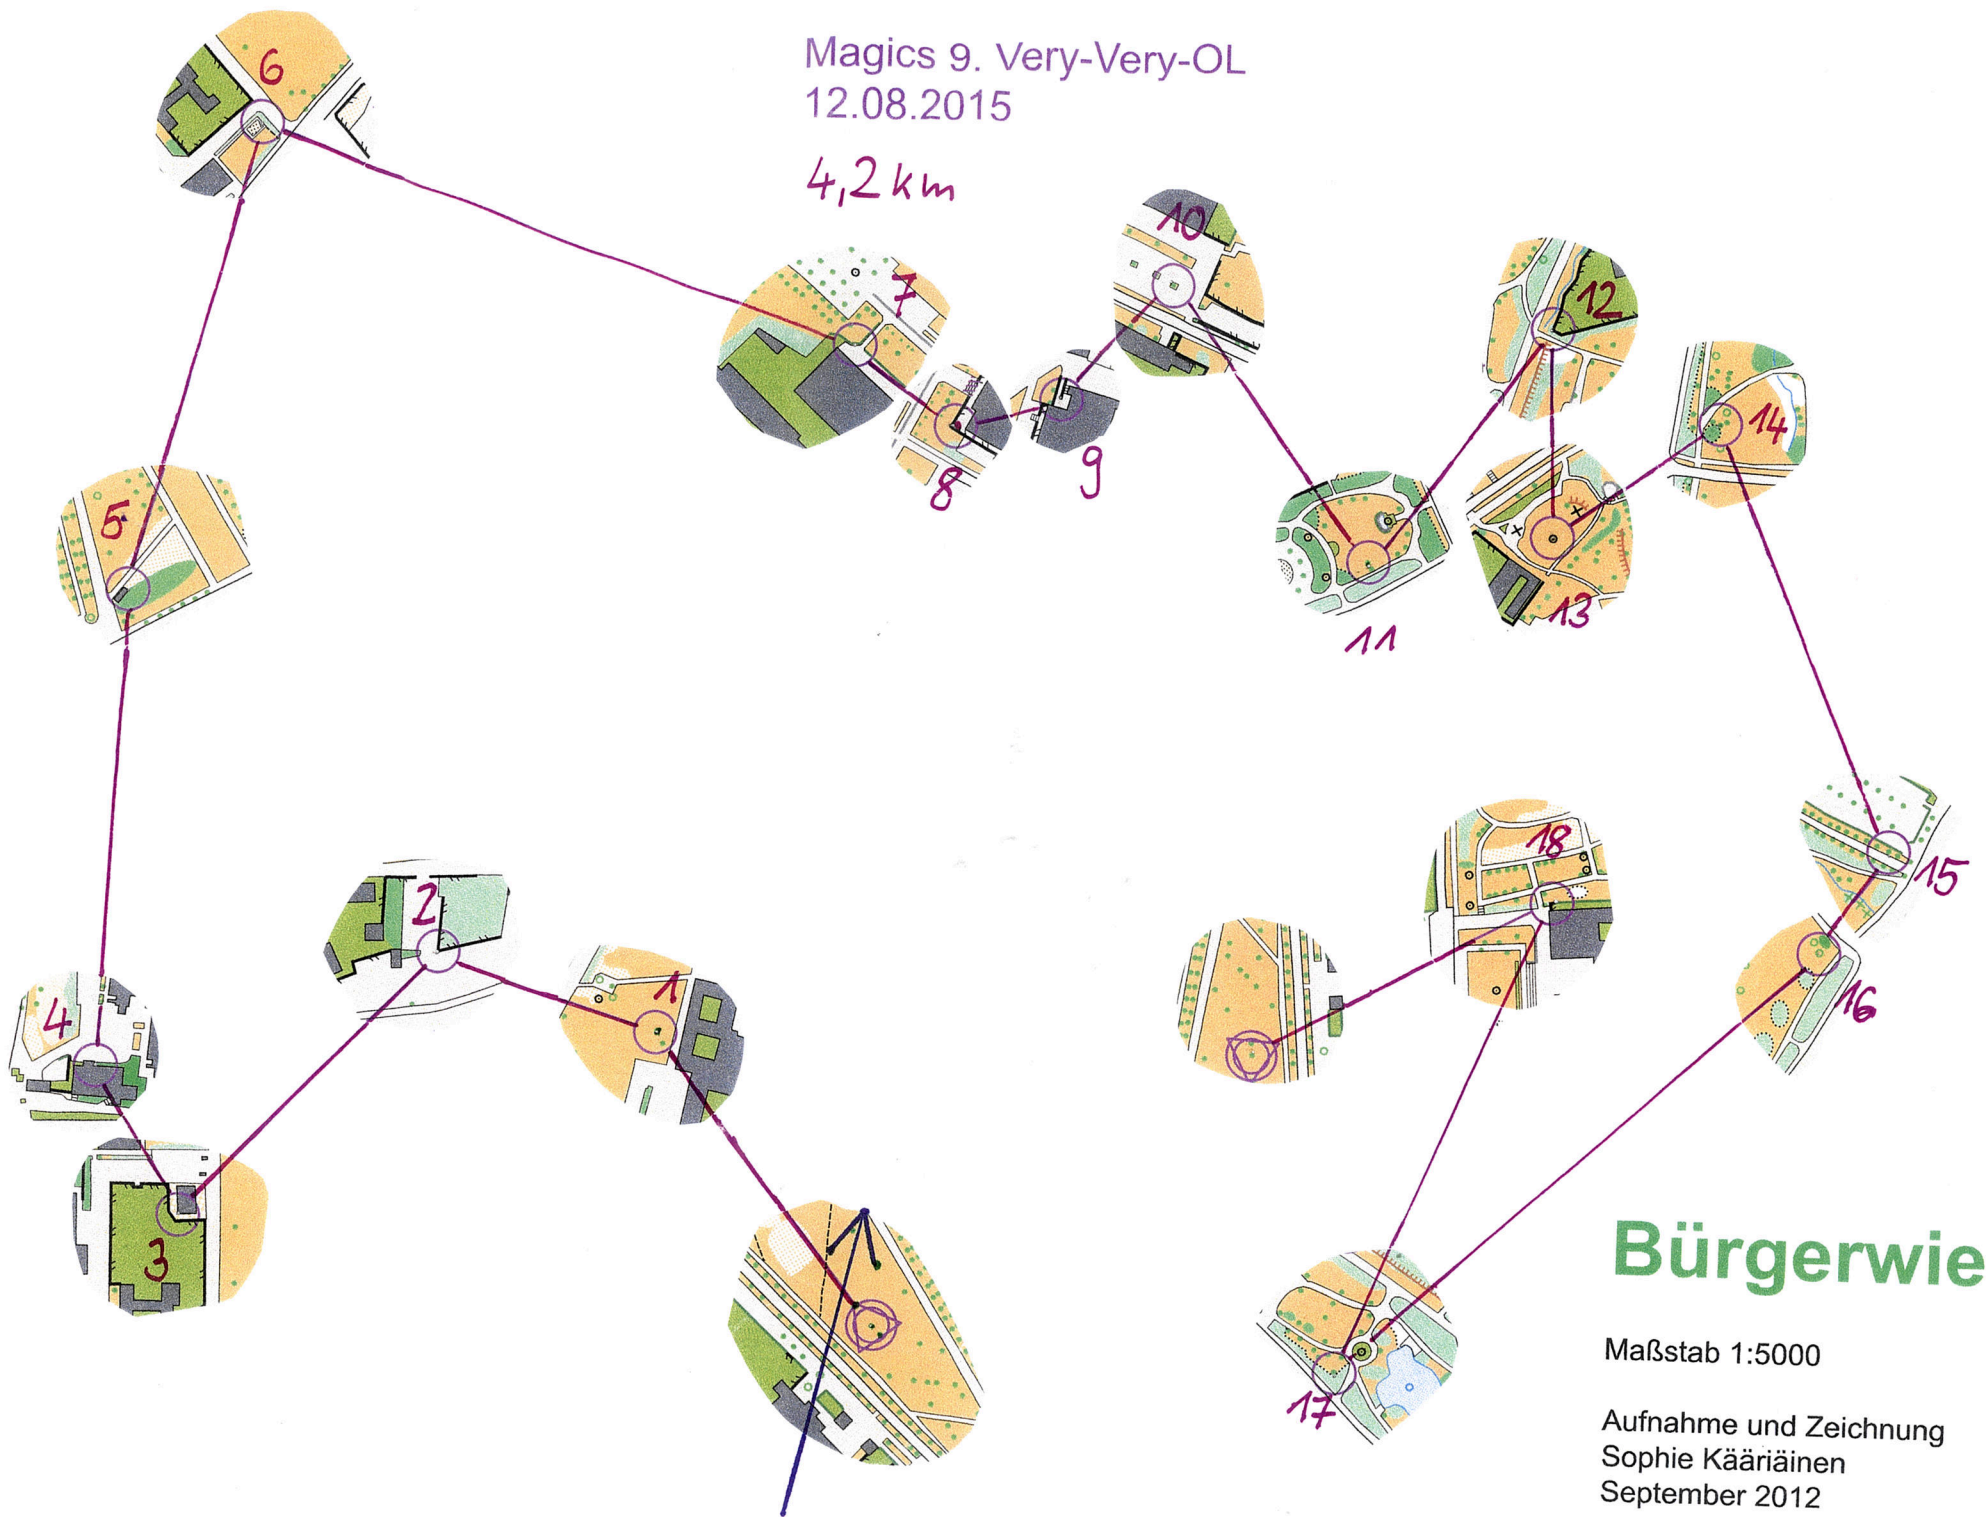 Magics 9. Very-Very-OL
12.08.2015
4,2 km
6
7
8
9
10
11
12
13
14
5
15
16
18
2
1
4
3
17
Bürgerwie
Maßstab 1:5000
Aufnahme und Zeichnung
Sophie Kääriäinen
September 2012